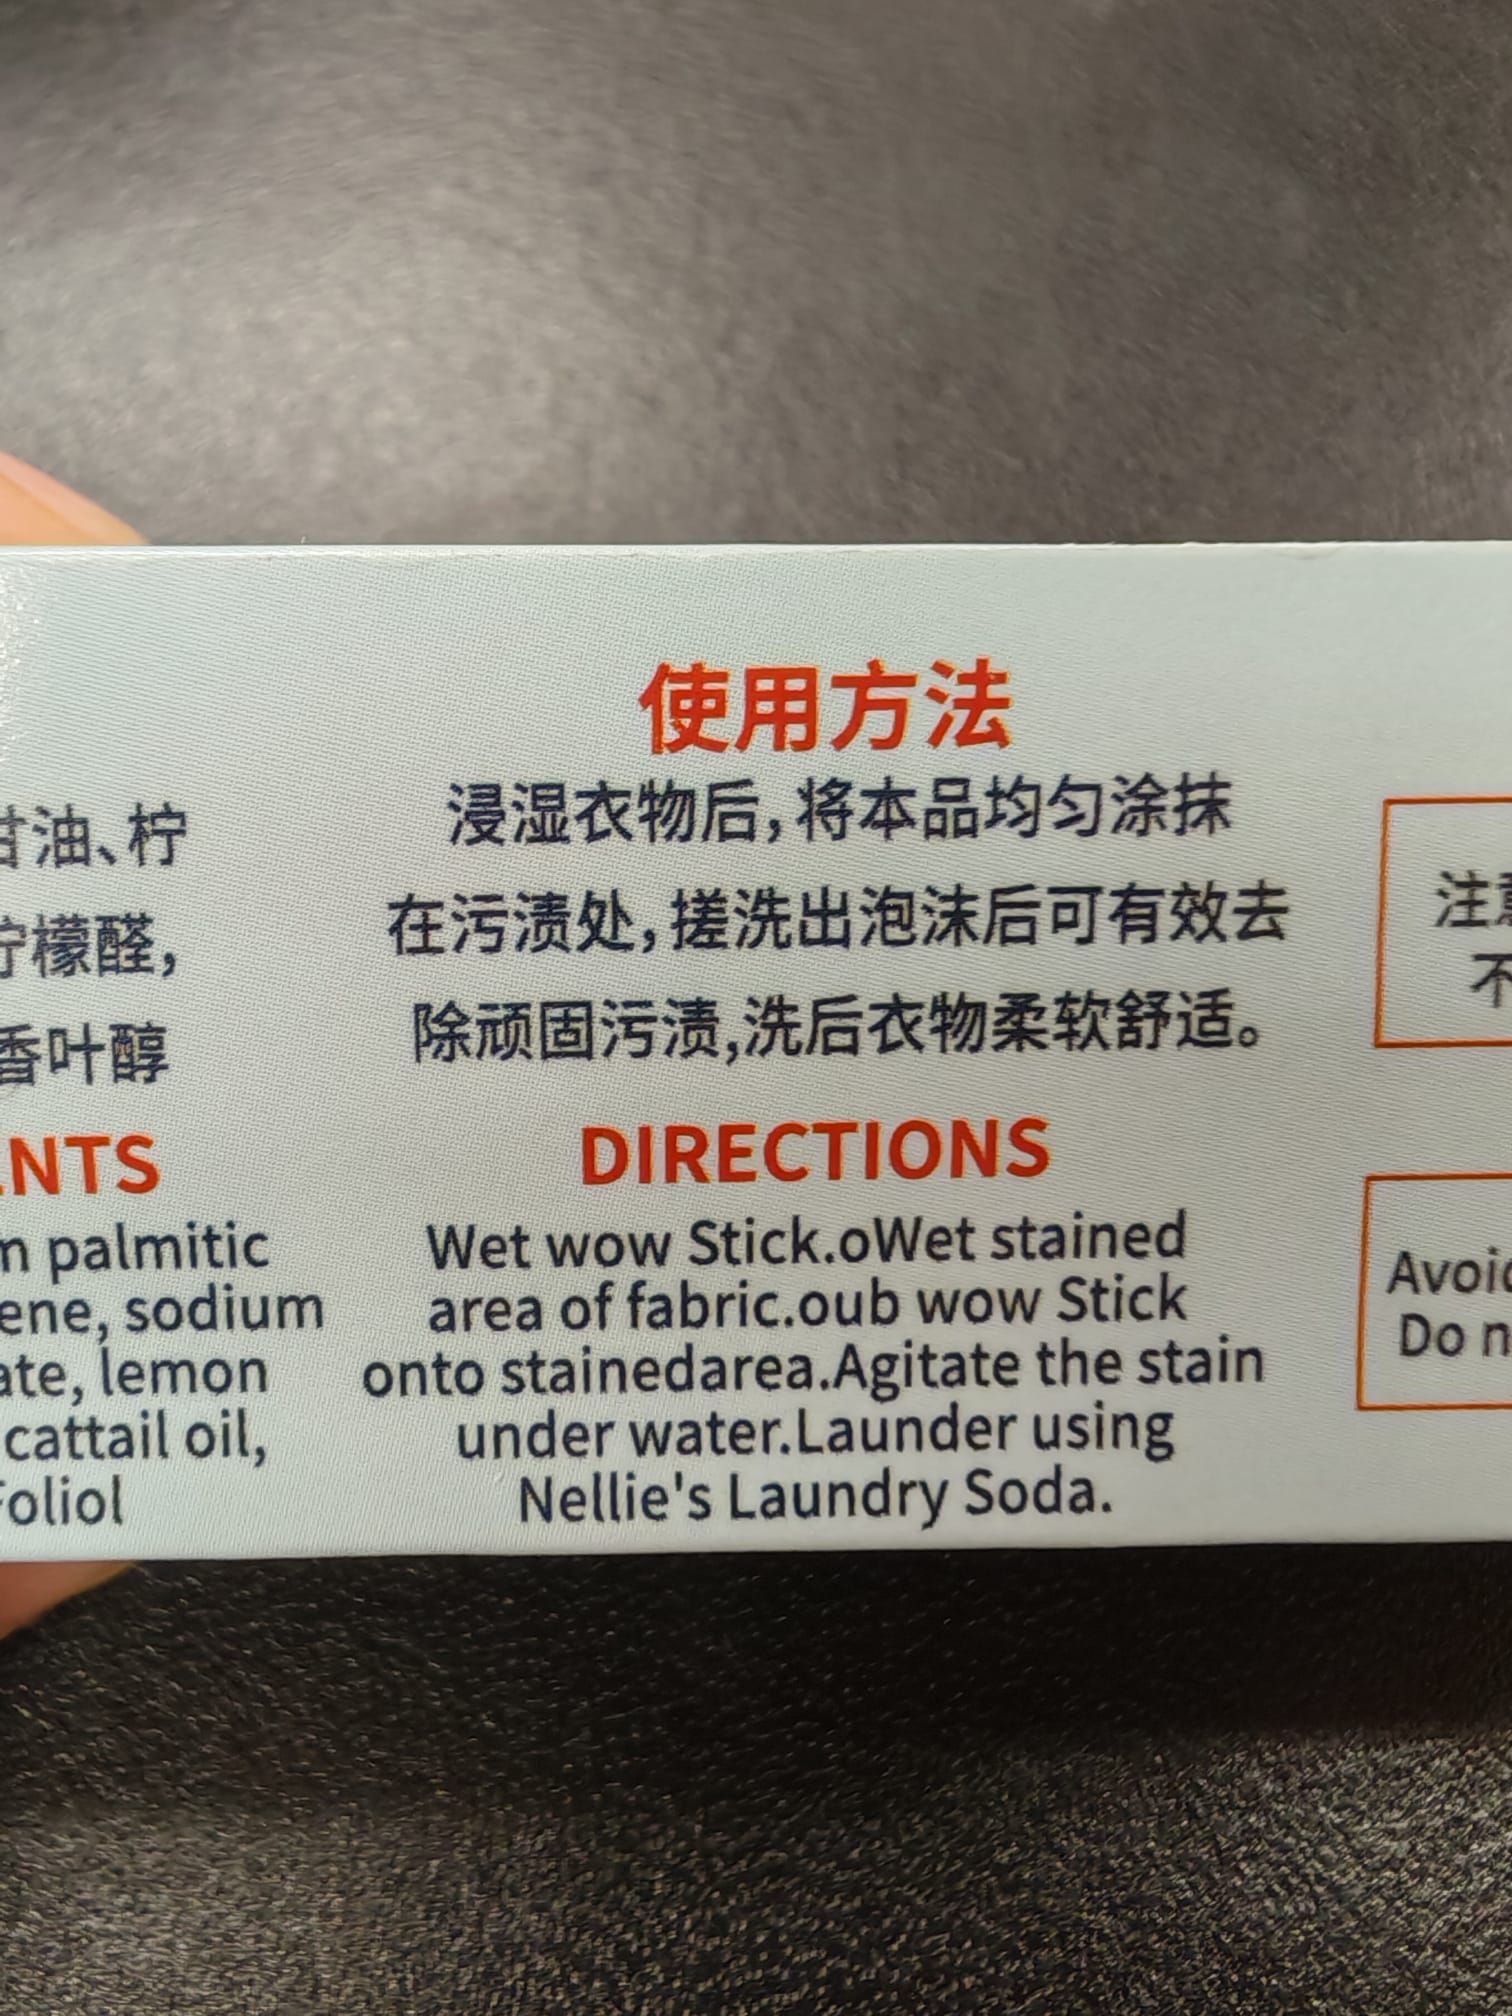 甘油、柠
柠檬醛,
香叶醇
NTS
palmitic
ene, sodium
ate, lemon
cattail oil,
Foliol
使用方法
浸湿衣物后,将本品均匀涂抹
在污渍处,搓洗出泡沫后可有效去
除顽固污渍,洗后衣物柔软舒适。
DIRECTIONS
Wet wow Stick.oWet stained
area of fabric.oub wow Stick
onto stainedarea.Agitate the stain
under water.Launder using
Nellie's Laundry Soda.
注
不
Avoid
Do n